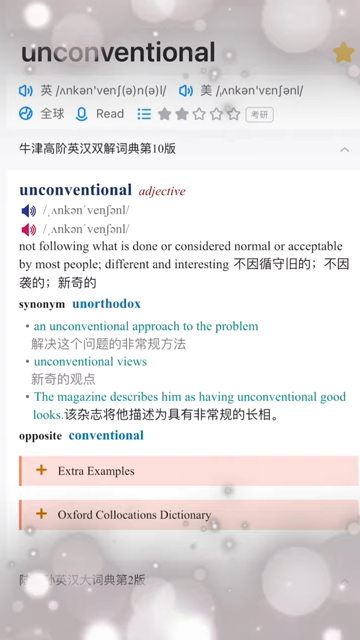 unconventional
英 /ʌnkən'venʃ(ə)n(ə)l/ 美 /ˌʌnkən'vɛnʃənl/
全球 Read 考研
牛津高阶英汉双解词典第10版
unconventional adjective
/ˌʌnkənˈvenʃənl/
/ˌʌnkənˈvenʃənl/
not following what is done or considered normal or acceptable
by most people; different and interesting 不因循守旧的；不因
袭的；新奇的
synonym unorthodox
• an unconventional approach to the problem
解决这个问题的非常规方法
• unconventional views
新奇的观点
• The magazine describes him as having unconventional good
looks.该杂志将他描述为具有非常规的长相。
opposite conventional
+ Extra Examples
+ Oxford Collocations Dictionary
英汉大词典第2版